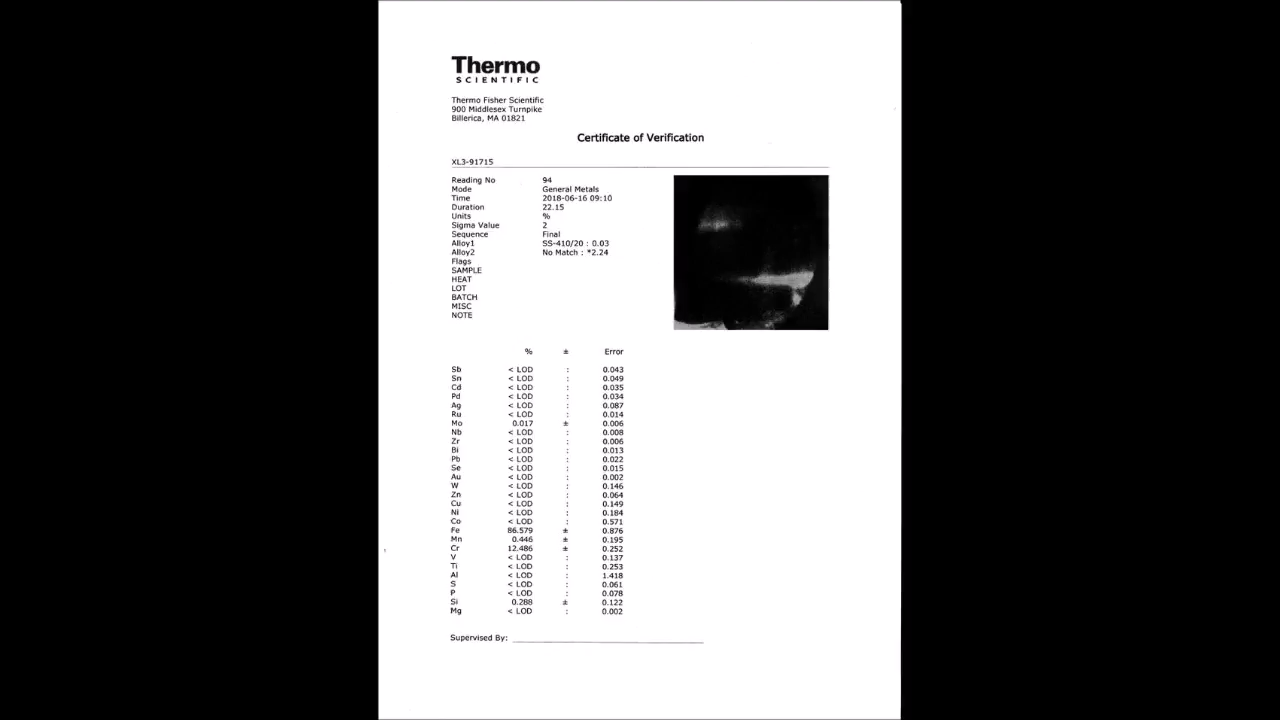 Thermo
SCIENTIFIC
Thermo Fisher Scientific
900 Middlesex Turnpike
Billerica, MA 01821
Certificate of Verification
XL3-91715
Reading No 94
Mode General Metals
Time 2018-06-16 09:10
Duration 22.15
Units %
Sigma Value 2
Sequence Final
Alloy1 SS-410/20 : 0.03
Alloy2 No Match : *2.24
Flags
SAMPLE
HEAT
LOT
BATCH
MISC
NOTE
% ± Error
Sb < LOD : 0.043
Sn < LOD : 0.049
Cd < LOD : 0.035
Pd < LOD : 0.034
Ag < LOD : 0.087
Ru < LOD : 0.014
Mo 0.017 ± 0.006
Nb < LOD : 0.008
Zr < LOD : 0.006
Bi < LOD : 0.013
Pb < LOD : 0.022
Se < LOD : 0.015
Au < LOD : 0.002
W < LOD : 0.146
Zn < LOD : 0.064
Cu < LOD : 0.149
Ni < LOD : 0.184
Co < LOD : 0.571
Fe 86.579 ± 0.876
Mn 0.446 ± 0.195
Cr 12.486 ± 0.252
V < LOD : 0.137
Ti < LOD : 0.253
Al < LOD : 1.418
S < LOD : 0.061
P < LOD : 0.078
Si 0.288 ± 0.122
Mg < LOD : 0.002
Supervised By: